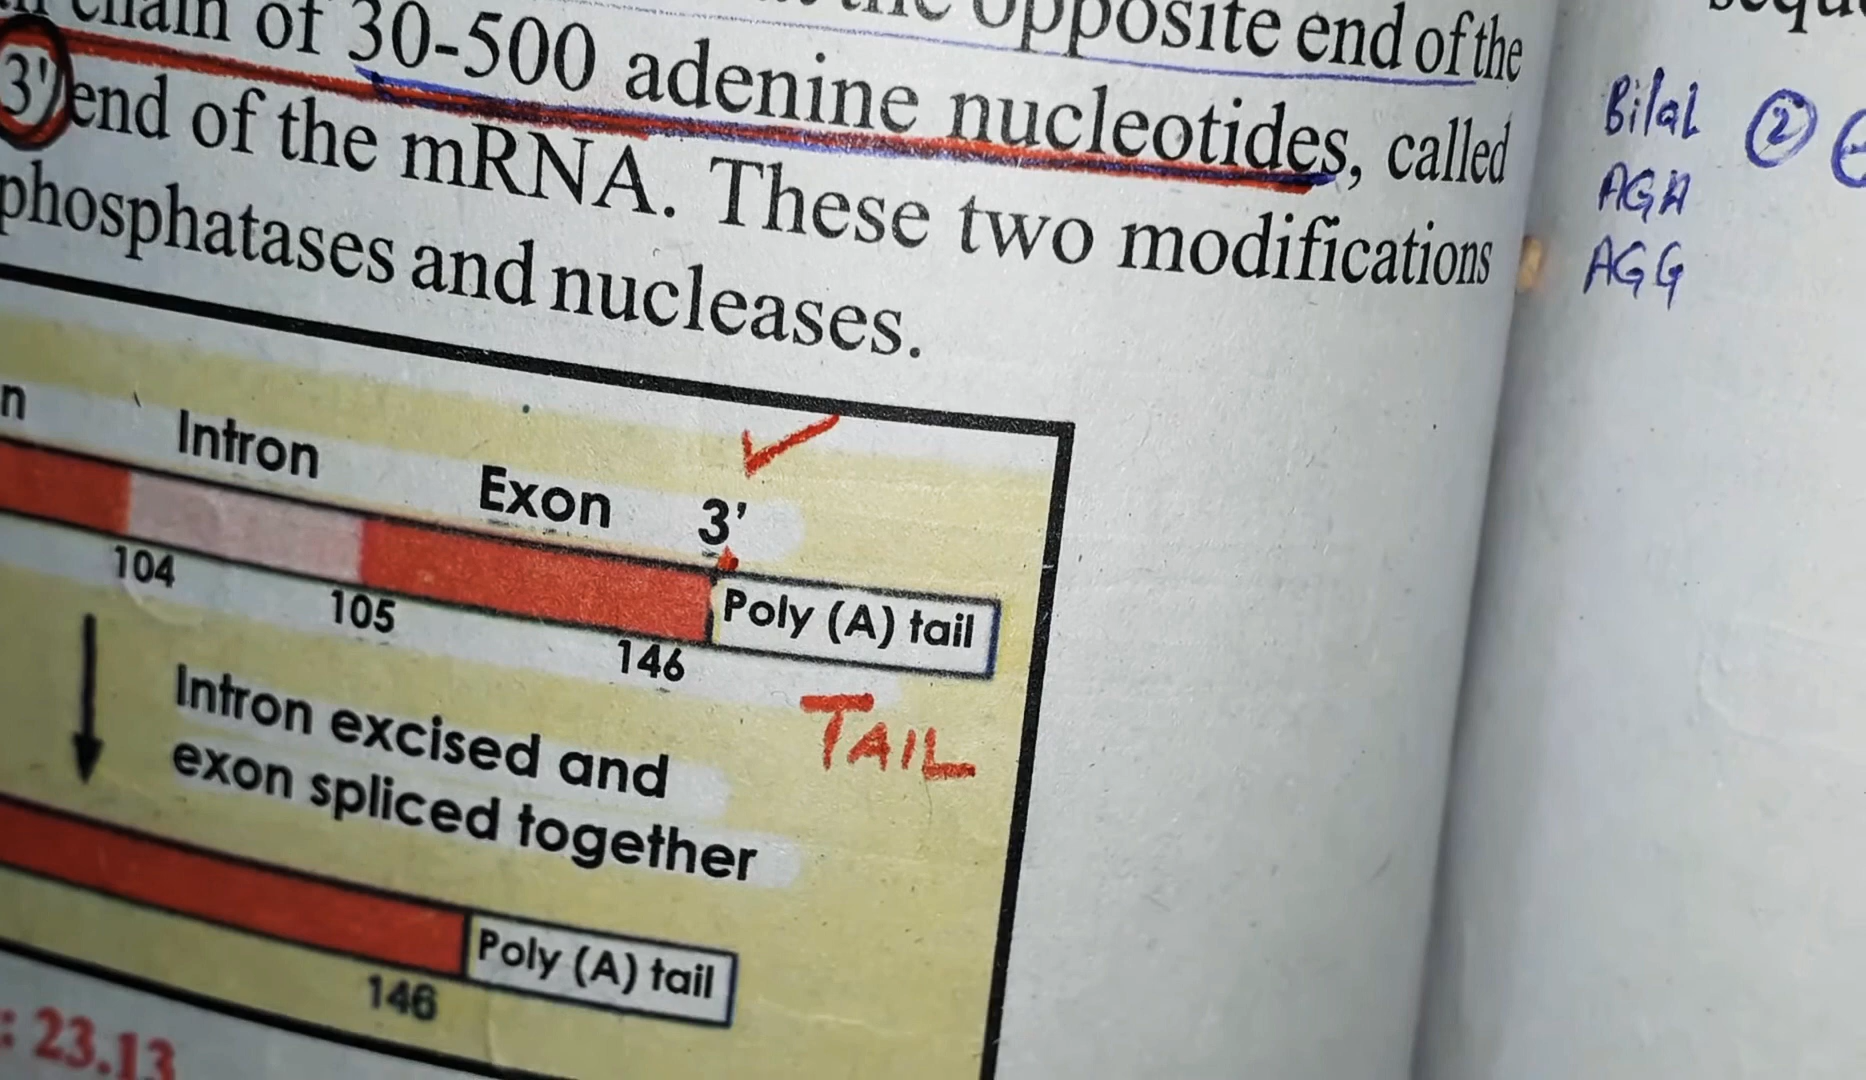 chain of 30-500 adenine nucleotides, called
the opposite end of the
3' end of the mRNA. These two modifications
phosphatases and nucleases.
Intron
Exon
3'
104
105
146
Poly (A) tail
TAIL
Intron excised and
exon spliced together
Poly (A) tail
146
: 23.13
Bilal 2
AGA
AGG